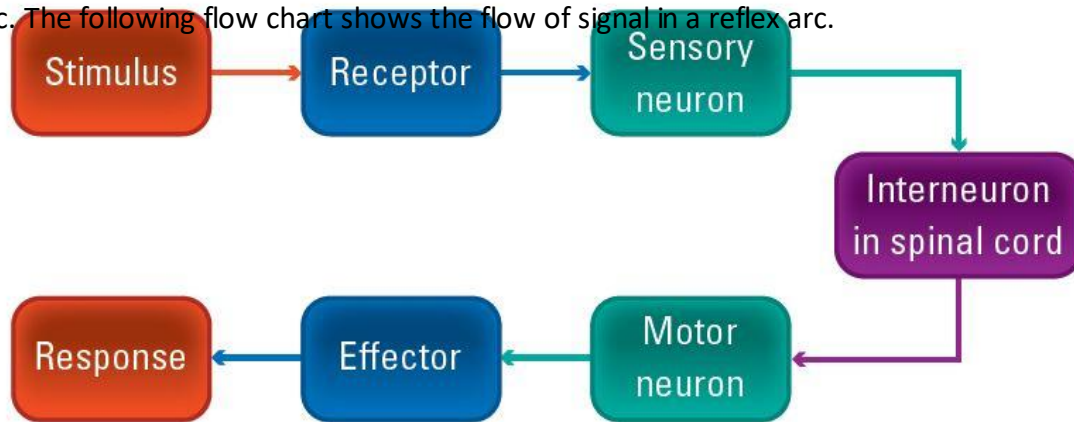 c. The following flow chart shows the flow of signal in a reflex arc.
Stimulus
Receptor
Sensory
neuron
Interneuron
in spinal cord
Motor
neuron
Effector
Response